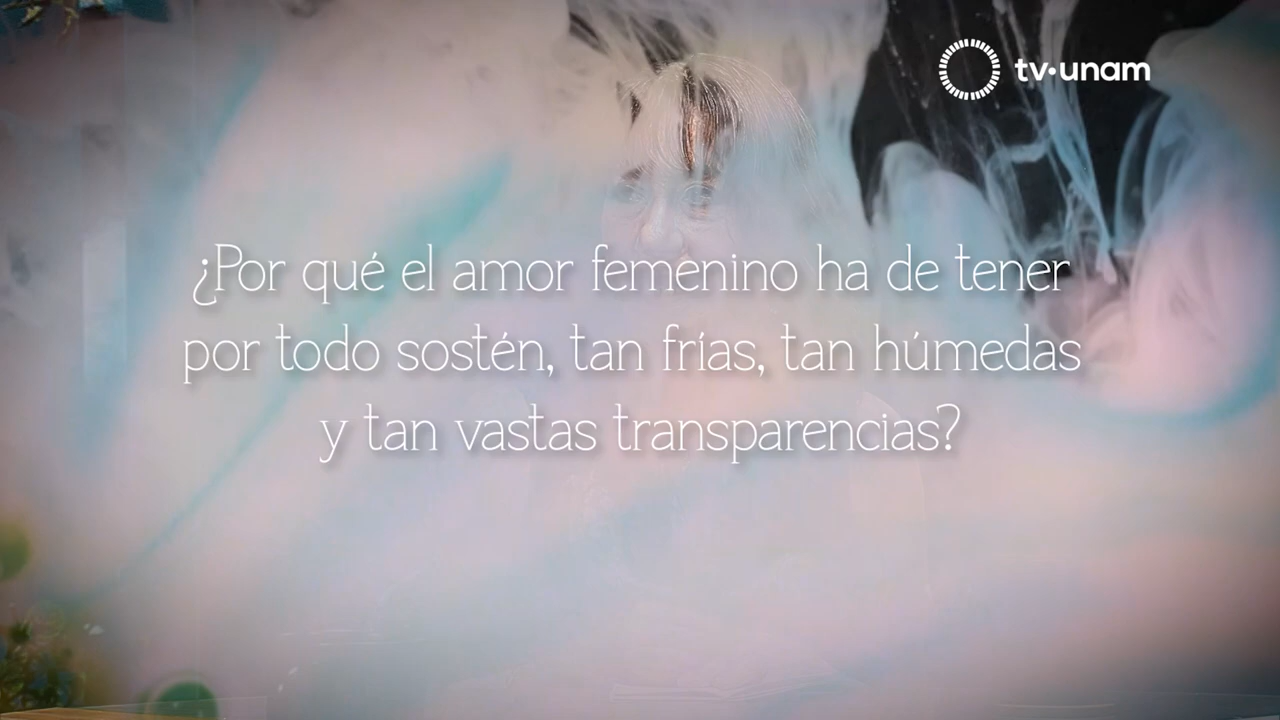 tv·unam
¿Por qué el amor femenino ha de tener
por todo sostén, tan frías, tan húmedas
y tan vastas transparencias?